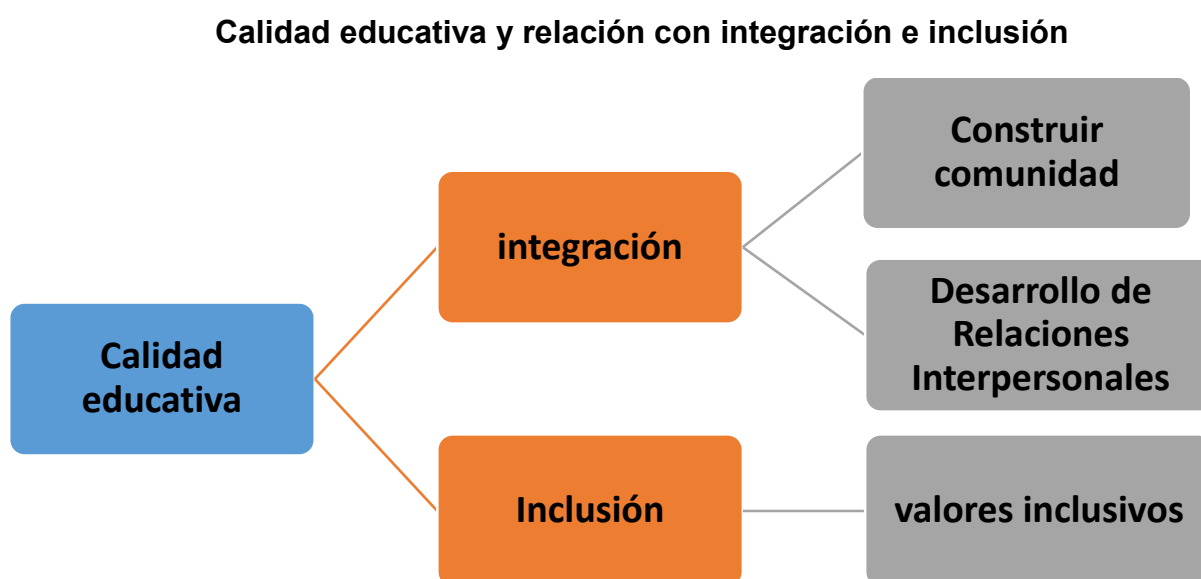 Calidad educativa y relación con integración e inclusión
Calidad
educativa
integración
Construir
comunidad
Desarrollo de
Relaciones
Interpersonales
Inclusión
valores inclusivos